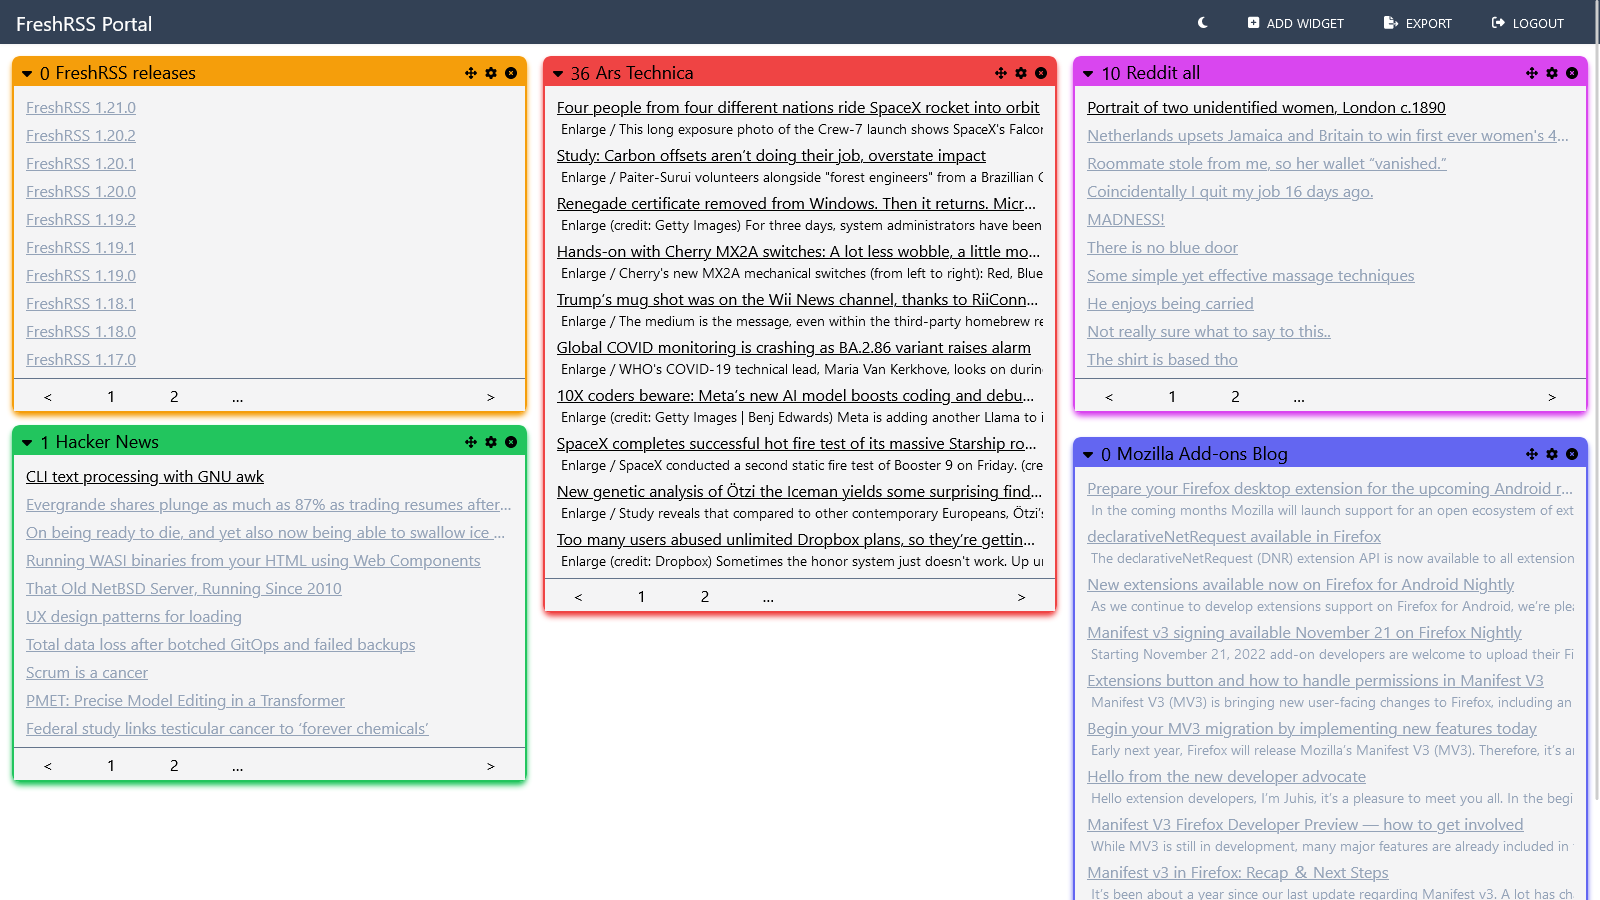 FreshRSS Portal
ADD WIDGET
EXPORT
LOGOUT
0 FreshRSS releases
FreshRSS 1.21.0
FreshRSS 1.20.2
FreshRSS 1.20.1
FreshRSS 1.20.0
FreshRSS 1.19.2
FreshRSS 1.19.1
FreshRSS 1.19.0
FreshRSS 1.18.1
FreshRSS 1.18.0
FreshRSS 1.17.0
< 1 2 ... >
1 Hacker News
CLI text processing with GNU awk
Evergrande shares plunge as much as 87% as trading resumes after...
On being ready to die, and yet also now being able to swallow ice ...
Running WASI binaries from your HTML using Web Components
That Old NetBSD Server, Running Since 2010
UX design patterns for loading
Total data loss after botched GitOps and failed backups
Scrum is a cancer
PMET: Precise Model Editing in a Transformer
Federal study links testicular cancer to ‘forever chemicals’
< 1 2 ... >
36 Ars Technica
Four people from four different nations ride SpaceX rocket into orbit
Enlarge / This long exposure photo of the Crew-7 launch shows SpaceX's Falcon
Study: Carbon offsets aren’t doing their job, overstate impact
Enlarge / Paiter-Surui volunteers alongside "forest engineers" from a Brazillian C
Renegade certificate removed from Windows. Then it returns. Micr...
Enlarge (credit: Getty Images) For three days, system administrators have been
Hands-on with Cherry MX2A switches: A lot less wobble, a little mo...
Enlarge / Cherry's new MX2A mechanical switches (from left to right): Red, Blue
Trump’s mug shot was on the Wii News channel, thanks to RiiConn...
Enlarge / The medium is the message, even within the third-party homebrew re
Global COVID monitoring is crashing as BA.2.86 variant raises alarm
Enlarge / WHO's COVID-19 technical lead, Maria Van Kerkhove, looks on durin
10X coders beware: Meta’s new AI model boosts coding and debu...
Enlarge (credit: Getty Images | Benj Edwards) Meta is adding another Llama to i
SpaceX completes successful hot fire test of its massive Starship ro...
Enlarge / SpaceX conducted a second static fire test of Booster 9 on Friday. (cre
New genetic analysis of Ötzi the Iceman yields some surprising find...
Enlarge / Study reveals that compared to other contemporary Europeans, Ötzi's
Too many users abused unlimited Dropbox plans, so they’re gettin...
Enlarge (credit: Dropbox) Sometimes the honor system just doesn't work. Up u
< 1 2 ... >
10 Reddit all
Portrait of two unidentified women, London c.1890
Netherlands upsets Jamaica and Britain to win first ever women's 4...
Roommate stole from me, so her wallet “vanished.”
Coincidentally I quit my job 16 days ago.
MADNESS!
There is no blue door
Some simple yet effective massage techniques
He enjoys being carried
Not really sure what to say to this..
The shirt is based tho
< 1 2 ... >
0 Mozilla Add-ons Blog
Prepare your Firefox desktop extension for the upcoming Android r...
In the coming months Mozilla will launch support for an open ecosystem of ext
declarativeNetRequest available in Firefox
The declarativeNetRequest (DNR) extension API is now available to all extension
New extensions available now on Firefox for Android Nightly
As we continue to develop extensions support on Firefox for Android, we’re plea
Manifest v3 signing available November 21 on Firefox Nightly
Starting November 21, 2022 add-on developers are welcome to upload their Fi
Extensions button and how to handle permissions in Manifest V3
Manifest V3 (MV3) is bringing new user-facing changes to Firefox, including an
Begin your MV3 migration by implementing new features today
Early next year, Firefox will release Mozilla’s Manifest V3 (MV3). Therefore, it’s a
Hello from the new developer advocate
Hello extension developers, I’m Juhis, it’s a pleasure to meet you all. In the begi
Manifest V3 Firefox Developer Preview — how to get involved
While MV3 is still in development, many major features are already included in
Manifest v3 in Firefox: Recap & Next Steps
It’s been about a year since our last update regarding Manifest v3. A lot has ch